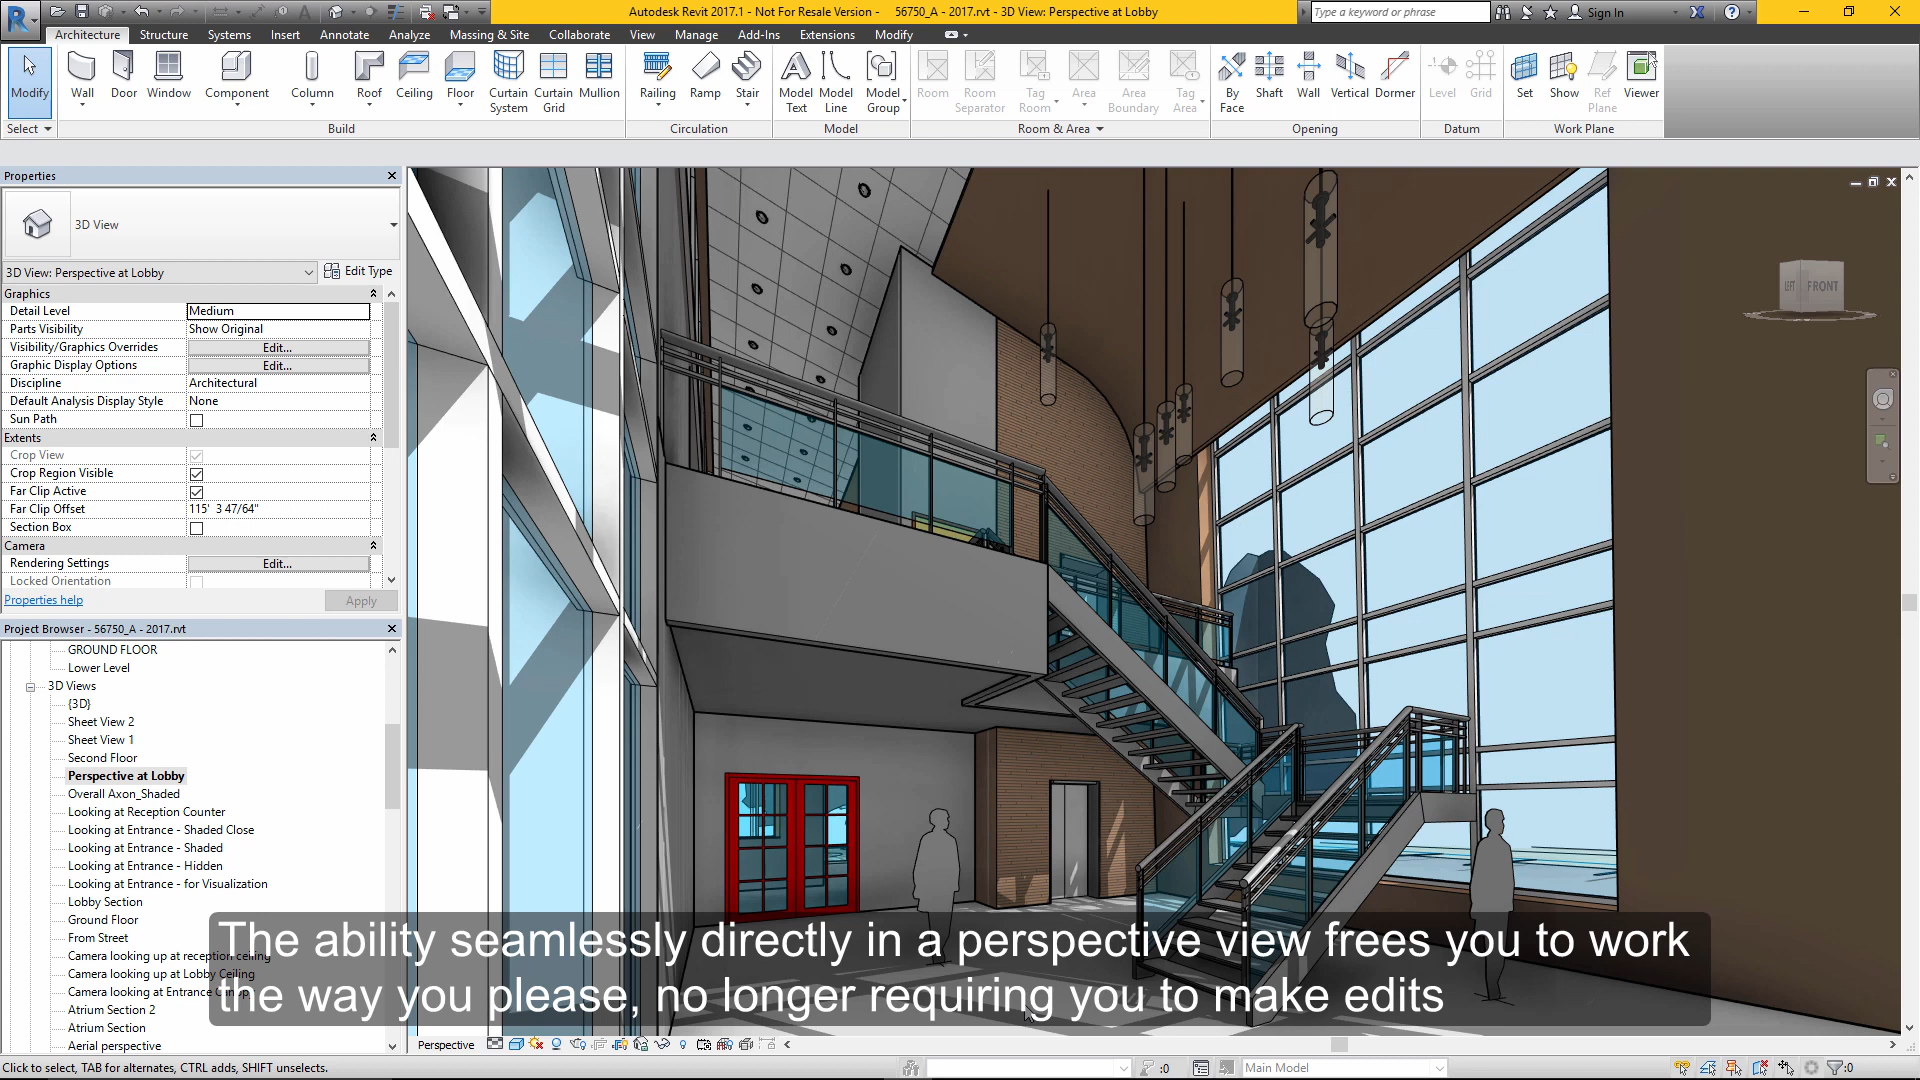 Autodesk Revit 2017.1 - Not For Resale Version - 56750_A - 2017.rvt - 3D View: Perspective at Lobby
Type a keyword or phrase
Sign In
Architecture Structure Systems Insert Annotate Analyze Massing & Site Collaborate View Manage Add-Ins Extensions Modify
Modify Wall Door Window Component Column Roof Ceiling Floor Curtain System Curtain Grid Mullion Railing Ramp Stair Model Text Model Line Model Group Room Room Separator Tag Room Area Area Boundary Tag Area By Face Shaft Wall Vertical Dormer Level Grid Set Show Ref Plane Viewer
Select Build Circulation Model Room & Area Opening Datum Work Plane
Properties
3D View
3D View: Perspective at Lobby Edit Type
Graphics
Detail Level Medium
Parts Visibility Show Original
Visibility/Graphics Overrides Edit...
Graphic Display Options Edit...
Discipline Architectural
Default Analysis Display Style None
Sun Path
Extents
Crop View
Crop Region Visible
Far Clip Active
Far Clip Offset 115' 3 47/64"
Section Box
Camera
Rendering Settings Edit...
Locked Orientation
Properties help Apply
Project Browser - 56750_A - 2017.rvt
GROUND FLOOR
Lower Level
3D Views
{3D}
Sheet View 2
Sheet View 1
Second Floor
Perspective at Lobby
Overall Axon_Shaded
Looking at Reception Counter
Looking at Entrance - Shaded Close
Looking at Entrance - Shaded
Looking at Entrance - Hidden
Looking at Entrance - for Visualization
Lobby Section
Ground Floor
From Street
Camera looking up at reception ceiling
Camera looking up at Lobby Ceiling
Camera looking at Entrance
Atrium Section 2
Atrium Section
Aerial perspective
LEFT FRONT
The ability seamlessly directly in a perspective view frees you to work
the way you please, no longer requiring you to make edits
Perspective
Click to select, TAB for alternates, CTRL adds, SHIFT unselects.
:0
Main Model
:0